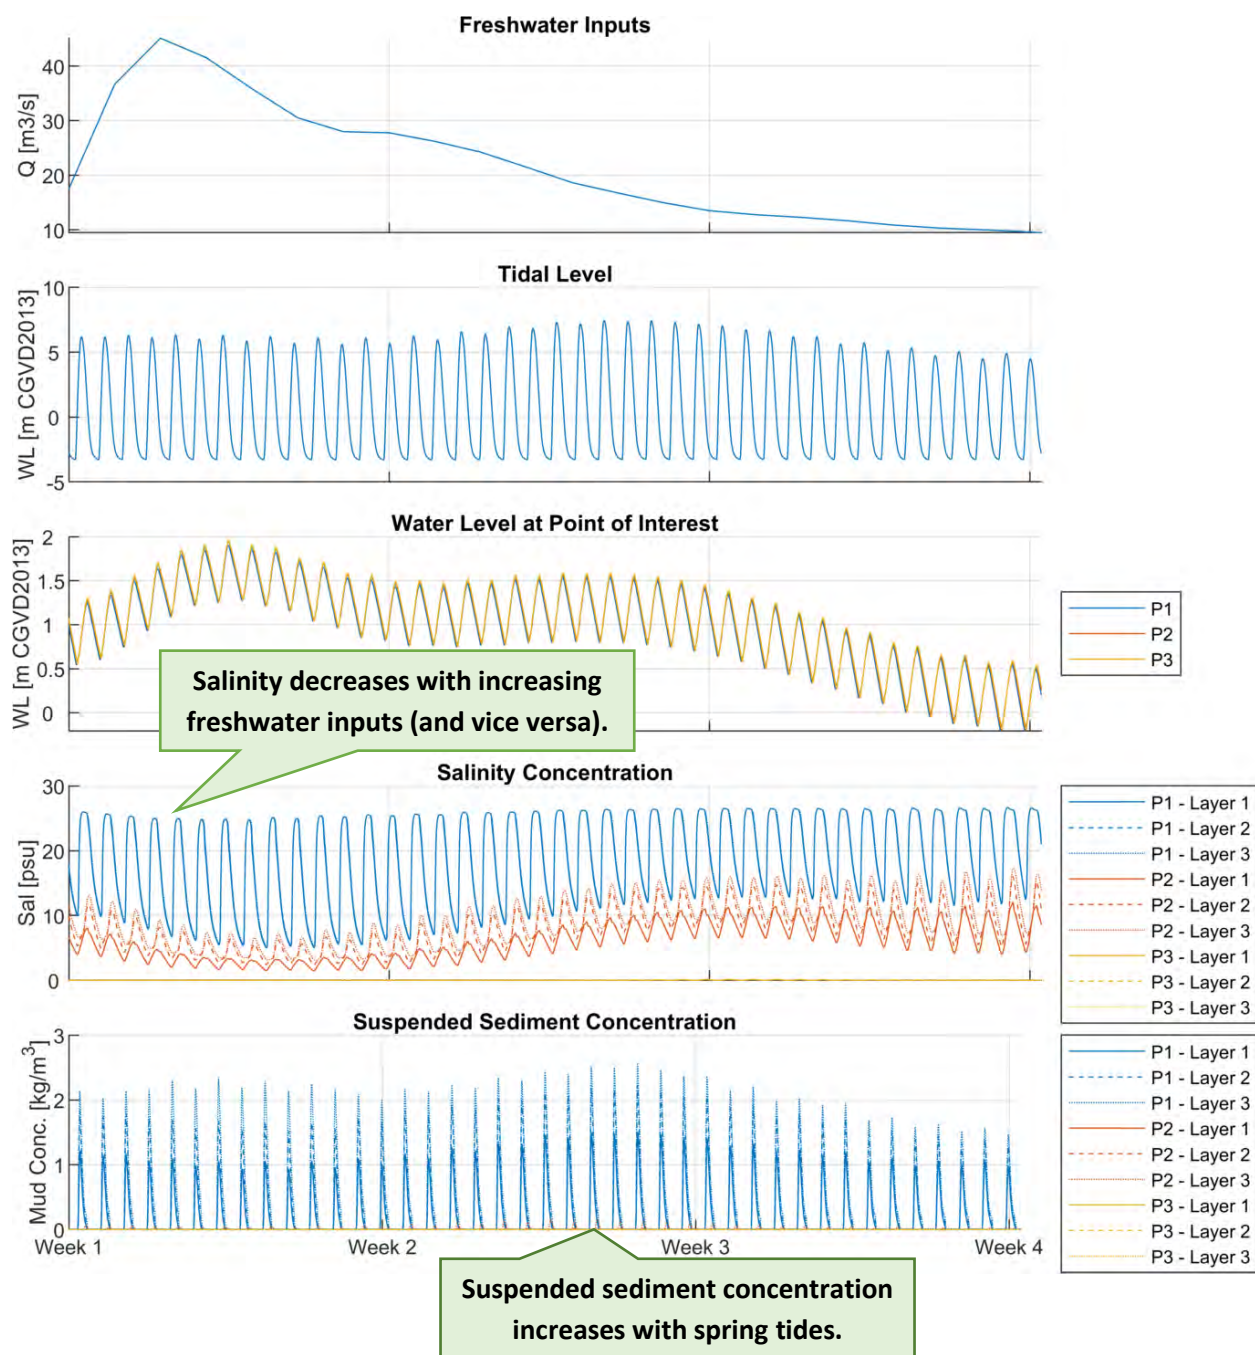 Freshwater Inputs
Q [m3/s]
40
30
20
10
Tidal Level
WL [m CGVD2013]
10
5
0
-5
Water Level at Point of Interest
WL [m CGVD2013]
2
1.5
1
0.5
0
P1
P2
P3
Salinity decreases with increasing
freshwater inputs (and vice versa).
Salinity Concentration
Sal [psu]
30
20
10
0
P1 - Layer 1
P1 - Layer 2
P1 - Layer 3
P2 - Layer 1
P2 - Layer 2
P2 - Layer 3
P3 - Layer 1
P3 - Layer 2
P3 - Layer 3
Suspended Sediment Concentration
Mud Conc. [kg/m³]
3
2
1
0
Week 1
Week 2
Week 3
Week 4
P1 - Layer 1
P1 - Layer 2
P1 - Layer 3
P2 - Layer 1
P2 - Layer 2
P2 - Layer 3
P3 - Layer 1
P3 - Layer 2
P3 - Layer 3
Suspended sediment concentration
increases with spring tides.